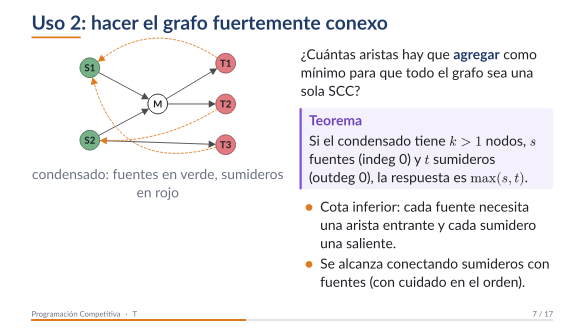 Uso 2: hacer el grafo fuertemente conexo
S1
S2
M
T1
T2
T3
condensado: fuentes en verde, sumideros
en rojo
¿Cuántas aristas hay que agregar como
mínimo para que todo el grafo sea una
sola SCC?
Teorema
Si el condensado tiene k > 1 nodos, s
fuentes (indeg 0) y t sumideros
(outdeg 0), la respuesta es max(s, t).
• Cota inferior: cada fuente necesita
una arista entrante y cada sumidero
una saliente.
• Se alcanza conectando sumideros con
fuentes (con cuidado en el orden).
Programación Competitiva · T
7 / 17